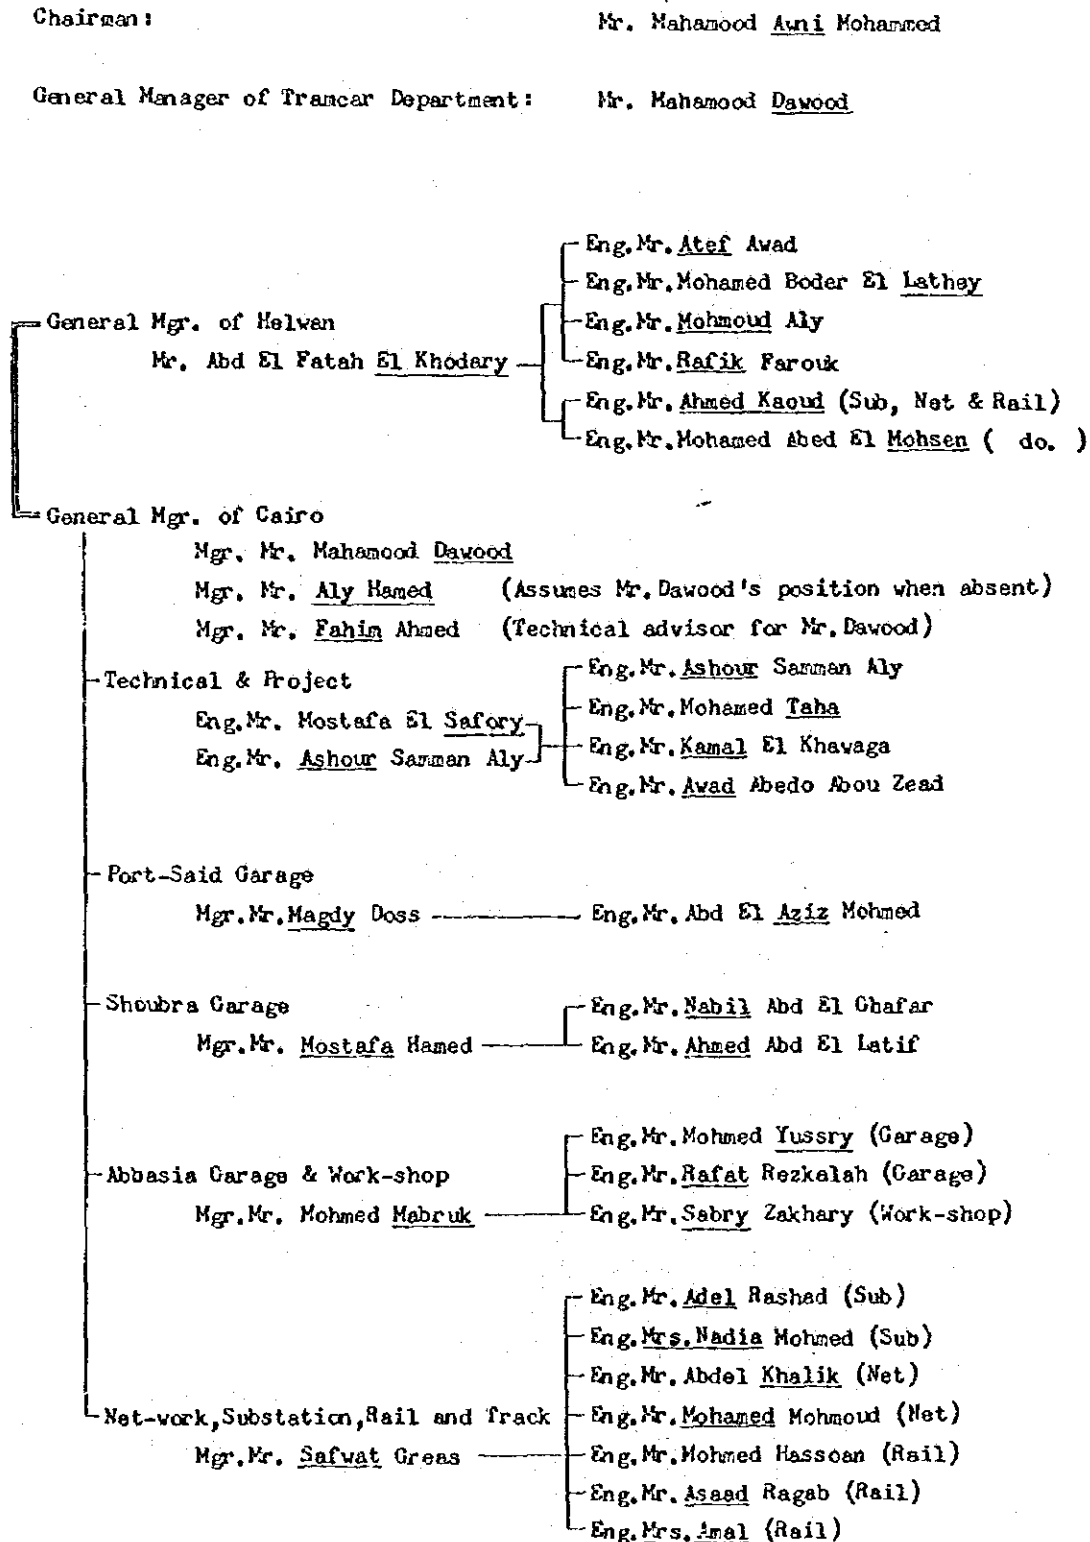 Chairman: Mr. Mahamood Awni Mohammed
General Manager of Tramcar Department: Mr. Mahamood Dawood
Eng.Mr. Atef Awad
Eng.Mr.Mohamed Boder El Lathey
General Mgr. of Helwan
Eng.Mr.Mohmoud Aly
Mr. Abd El Fatah El Khodary
Eng.Mr.Rafik Farouk
Eng.Mr. Ahmed Kaoud (Sub, Net & Rail)
Eng.Mr.Mohamed Abed El Mohsen ( do. )
General Mgr. of Cairo
Mgr. Mr. Mahamood Dawood
Mgr. Mr. Aly Hamed (Assumes Mr.Dawood's position when absent)
Mgr. Mr. Fahim Ahmed (Technical advisor for Mr.Dawood)
Technical & Project
Eng.Mr.Ashour Samman Aly
Eng.Mr. Mostafa El Safory
Eng.Mr.Mohamed Taha
Eng.Mr. Ashour Samman Aly
Eng.Mr.Kamal El Khawaga
Eng.Mr.Awad Abedo Abou Zead
Port-Said Garage
Mgr.Mr.Magdy Doss Eng.Mr. Abd El Aziz Mohmed
Shoubra Garage
Eng.Mr.Nabil Abd El Ghafar
Mgr.Mr. Mostafa Hamed
Eng.Mr.Ahmed Abd El Latif
Eng.Mr.Mohmed Yussry (Garage)
Abbasia Garage & Work-shop
Eng.Mr.Rafat Rezkalah (Garage)
Mgr.Mr. Mohmed Mabruk
Eng.Mr.Sabry Zakhary (Work-shop)
Eng.Mr.Adel Rashad (Sub)
Eng.Mrs.Nadia Mohmed (Sub)
Eng.Mr.Abdel Khalik (Net)
Net-work,Substation,Rail and Track
Eng.Mr.Mohamed Mohmoud (Net)
Mgr.Mr. Safwat Greas
Eng.Mr.Mohmed Hassoan (Rail)
Eng.Mr.Asaad Ragab (Rail)
Eng.Mrs.Amal (Rail)